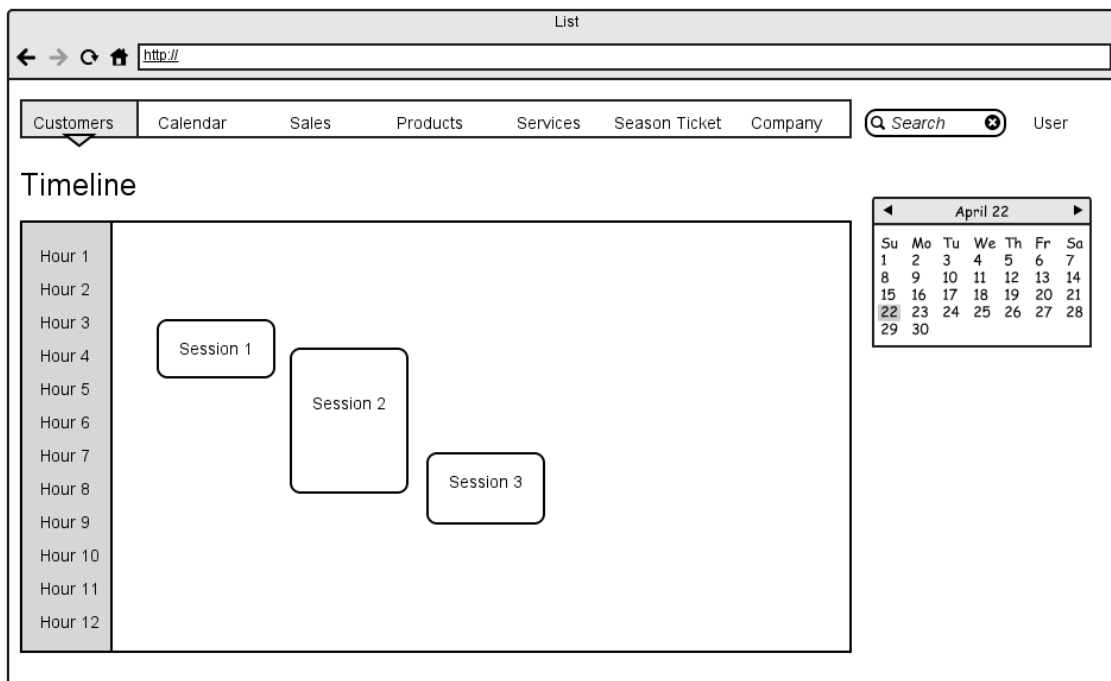 List
http://
Customers Calendar Sales Products Services Season Ticket Company Search User
Timeline
Hour 1
Hour 2
Hour 3
Hour 4
Hour 5
Hour 6
Hour 7
Hour 8
Hour 9
Hour 10
Hour 11
Hour 12
Session 1
Session 2
Session 3
April 22
Su Mo Tu We Th Fr Sa
1 2 3 4 5 6 7
8 9 10 11 12 13 14
15 16 17 18 19 20 21
22 23 24 25 26 27 28
29 30